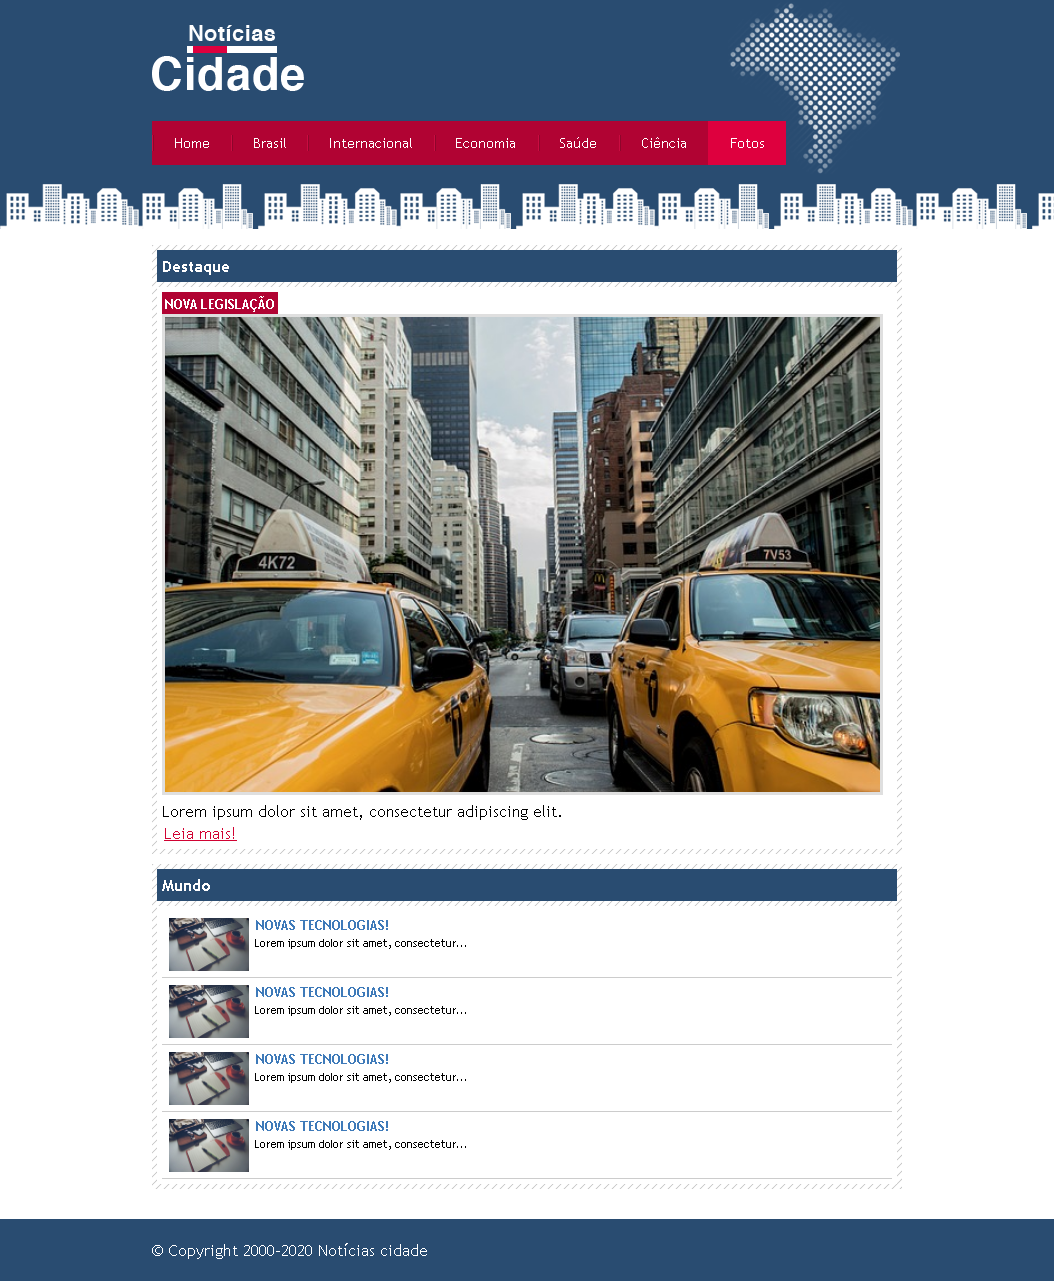 Notícias
Cidade
Home Brasil Internacional Economia Saúde Ciência Fotos
Destaque
NOVA LEGISLAÇÃO
4K72
7V53
Lorem ipsum dolor sit amet, consectetur adipiscing elit.
Leia mais!
Mundo
NOVAS TECNOLOGIAS!
Lorem ipsum dolor sit amet, consectetur...
NOVAS TECNOLOGIAS!
Lorem ipsum dolor sit amet, consectetur...
NOVAS TECNOLOGIAS!
Lorem ipsum dolor sit amet, consectetur...
NOVAS TECNOLOGIAS!
Lorem ipsum dolor sit amet, consectetur...
© Copyright 2000-2020 Notícias cidade